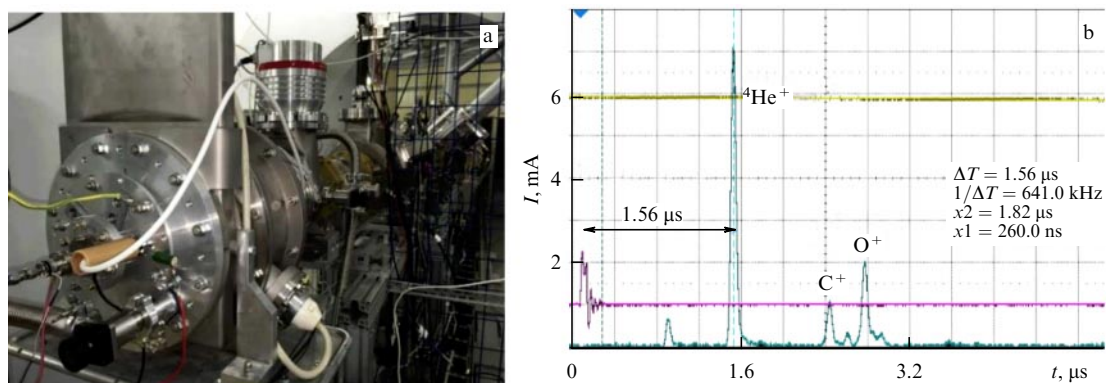 a
b
I, mA
6
4
2
⁴He⁺
1.56 μs
C⁺
O⁺
ΔT = 1.56 μs
1/ΔT = 641.0 kHz
x2 = 1.82 μs
x1 = 260.0 ns
0
1.6
3.2
t, μs